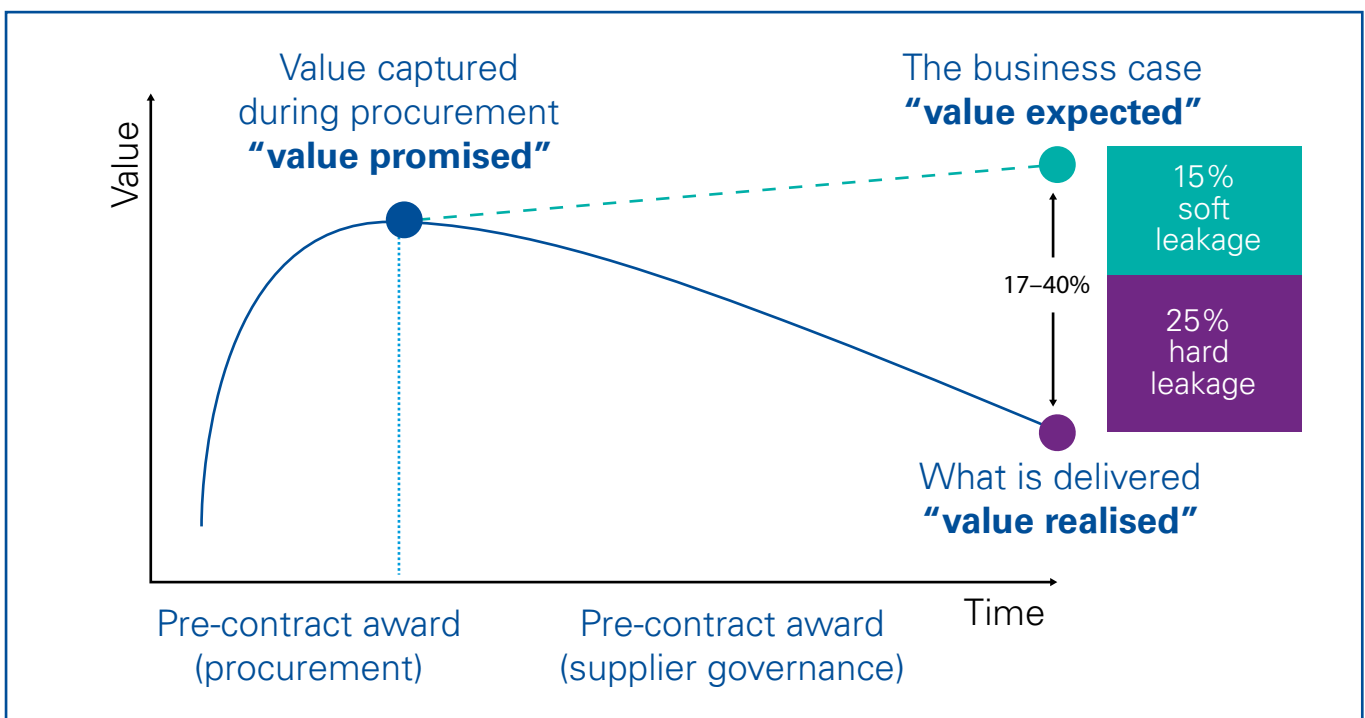 Value captured
during procurement
“value promised”
The business case
“value expected”
Value
15%
soft
leakage
17–40%
25%
hard
leakage
What is delivered
“value realised”
Time
Pre-contract award
(procurement)
Pre-contract award
(supplier governance)